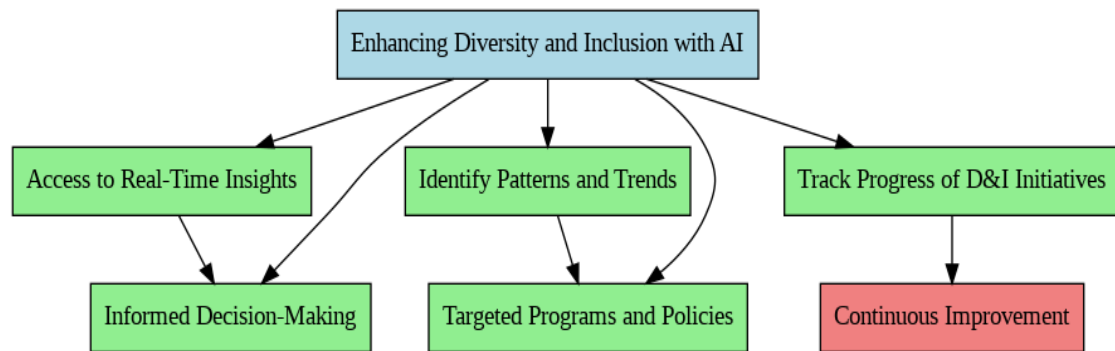 Enhancing Diversity and Inclusion with AI
Access to Real-Time Insights
Identify Patterns and Trends
Track Progress of D&I Initiatives
Informed Decision-Making
Targeted Programs and Policies
Continuous Improvement